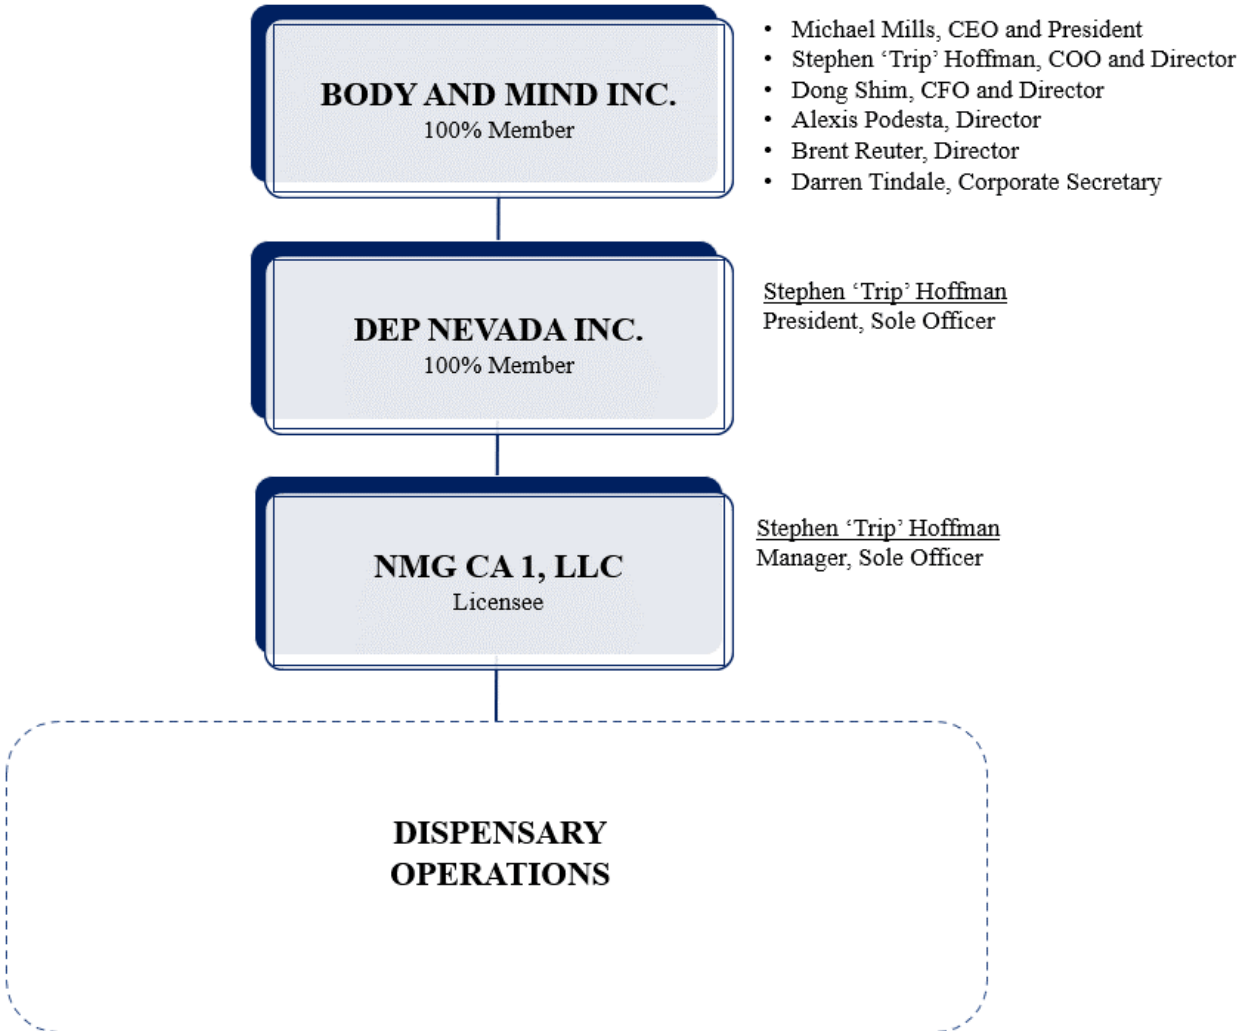 BODY AND MIND INC.
100% Member
• Michael Mills, CEO and President
• Stephen ‘Trip’ Hoffman, COO and Director
• Dong Shim, CFO and Director
• Alexis Podesta, Director
• Brent Reuter, Director
• Darren Tindale, Corporate Secretary
DEP NEVADA INC.
100% Member
Stephen ‘Trip’ Hoffman
President, Sole Officer
NMG CA 1, LLC
Licensee
Stephen ‘Trip’ Hoffman
Manager, Sole Officer
DISPENSARY
OPERATIONS